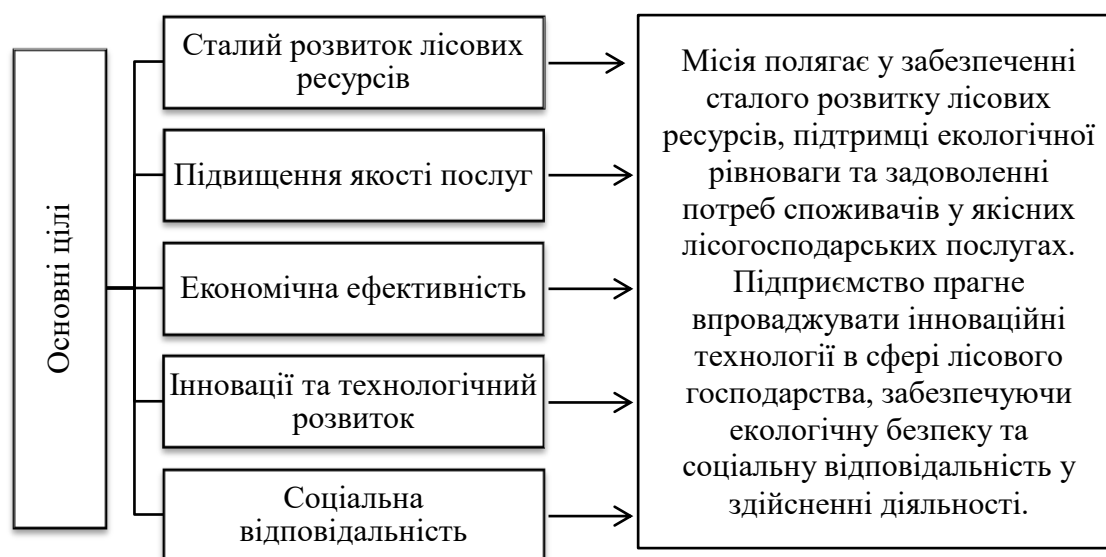 Основні цілі
Сталий розвиток лісових
ресурсів
Підвищення якості послуг
Економічна ефективність
Інновації та технологічний
розвиток
Соціальна
відповідальність
Місія полягає у забезпеченні
сталого розвитку лісових
ресурсів, підтримці екологічної
рівноваги та задоволенні
потреб споживачів у якісних
лісогосподарських послугах.
Підприємство прагне
впроваджувати інноваційні
технології в сфері лісового
господарства, забезпечуючи
екологічну безпеку та
соціальну відповідальність у
здійсненні діяльності.